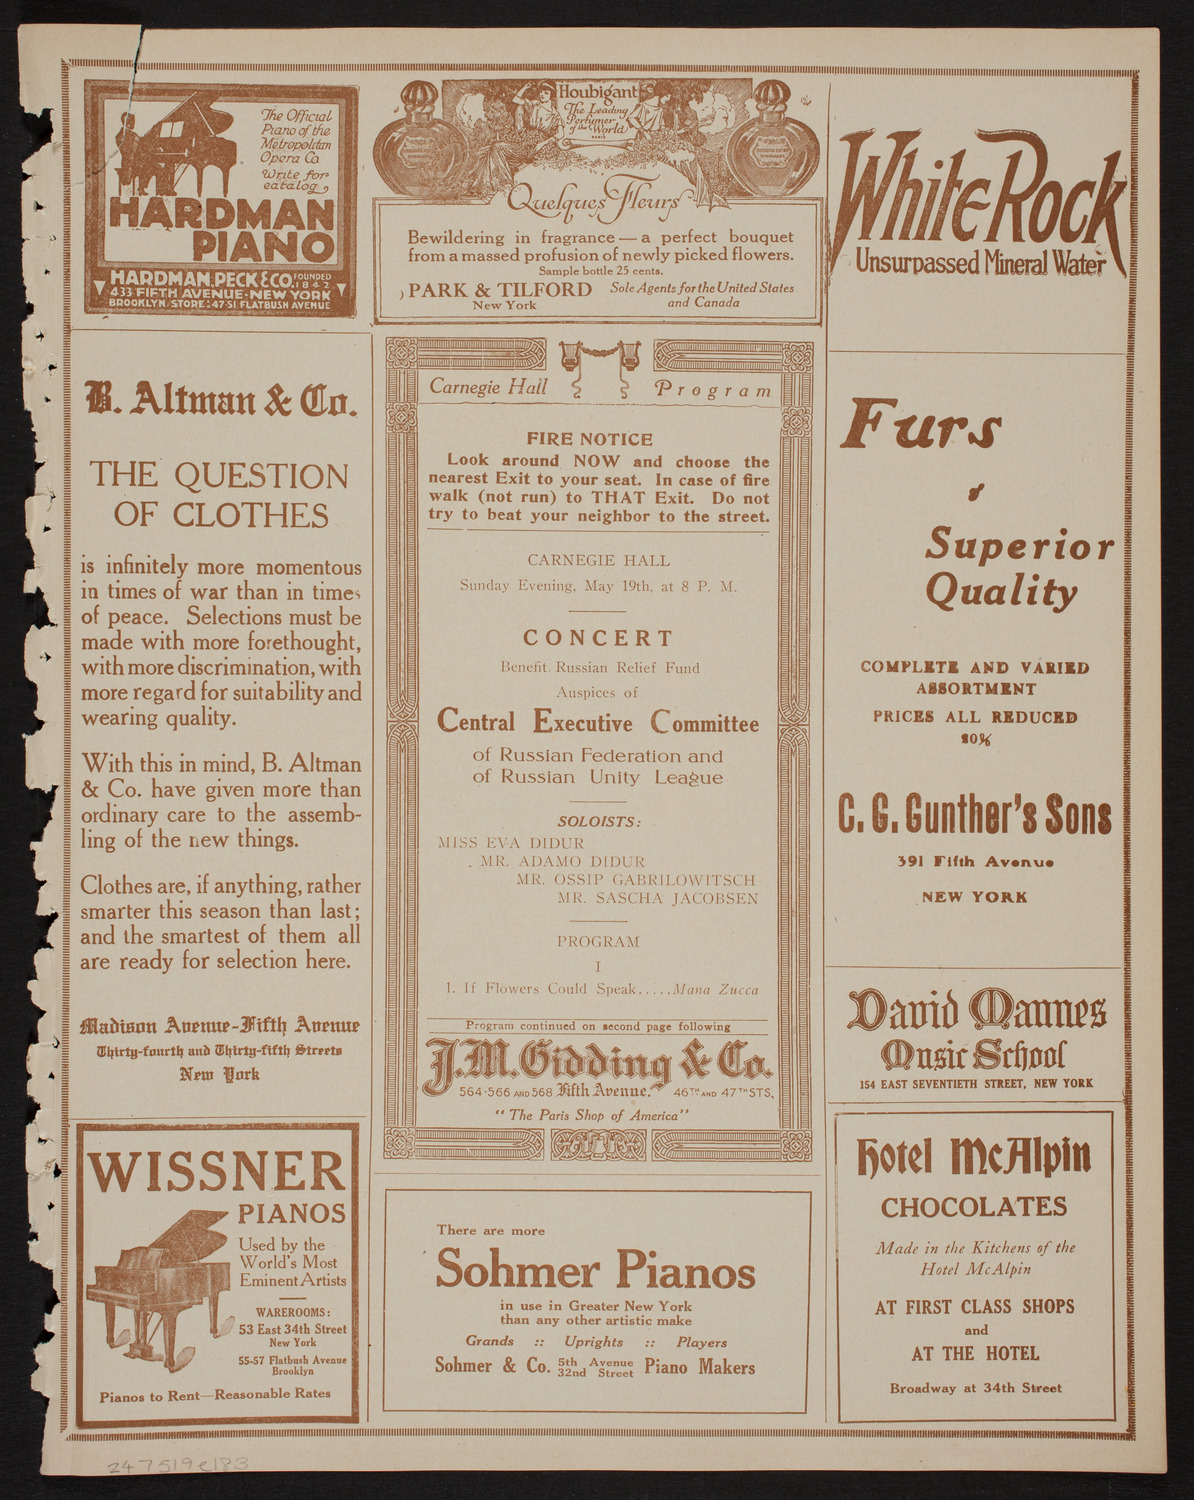 The Official
Piano of the
Metropolitan
Opera Co.
Write for
catalog
HARDMAN
PIANO
HARDMAN, PECK & CO. FOUNDED 1842
433 FIFTH AVENUE - NEW YORK
BROOKLYN STORE: 47-51 FLATBUSH AVENUE
Houbigant
The Leading
Perfumer
of the World
PARIS
Quelques Fleurs
Bewildering in fragrance — a perfect bouquet
from a massed profusion of newly picked flowers.
Sample bottle 25 cents.
PARK & TILFORD
New York
Sole Agents for the United States
and Canada
White Rock
Unsurpassed Mineral Water
B. Altman & Co.
THE QUESTION
OF CLOTHES
is infinitely more momentous
in times of war than in times
of peace. Selections must be
made with more forethought,
with more discrimination, with
more regard for suitability and
wearing quality.
With this in mind, B. Altman
& Co. have given more than
ordinary care to the assemb-
ling of the new things.
Clothes are, if anything, rather
smarter this season than last;
and the smartest of them all
are ready for selection here.
Madison Avenue-Fifth Avenue
Thirty-fourth and Thirty-fifth Streets
New York
WISSNER
PIANOS
Used by the
World's Most
Eminent Artists
WAREROOMS:
53 East 34th Street
New York
55-57 Flatbush Avenue
Brooklyn
Pianos to Rent—Reasonable Rates
Carnegie Hall Program
FIRE NOTICE
Look around NOW and choose the
nearest Exit to your seat. In case of fire
walk (not run) to THAT Exit. Do not
try to beat your neighbor to the street.
CARNEGIE HALL
Sunday Evening, May 19th, at 8 P. M.
CONCERT
Benefit Russian Relief Fund
Auspices of
Central Executive Committee
of Russian Federation and
of Russian Unity League
SOLOISTS:
MISS EVA DIDUR
MR. ADAMO DIDUR
MR. OSSIP GABRILOWITSCH
MR. SASCHA JACOBSEN
PROGRAM
I
1. If Flowers Could Speak.....Mana Zucca
Program continued on second page following
J. M. Gidding & Co.
564-566 AND 568 Fifth Avenue. 46TH AND 47TH STS.
"The Paris Shop of America"
There are more
Sohmer Pianos
in use in Greater New York
than any other artistic make
Grands :: Uprights :: Players
Sohmer & Co. 5th Avenue 32nd Street Piano Makers
Furs
of
Superior
Quality
COMPLETE AND VARIED
ASSORTMENT
PRICES ALL REDUCED
20%
C. G. Gunther's Sons
391 Fifth Avenue
NEW YORK
David Mannes
Music School
154 EAST SEVENTIETH STREET, NEW YORK
Hotel McAlpin
CHOCOLATES
Made in the Kitchens of the
Hotel McAlpin
AT FIRST CLASS SHOPS
and
AT THE HOTEL
Broadway at 34th Street
247519e183